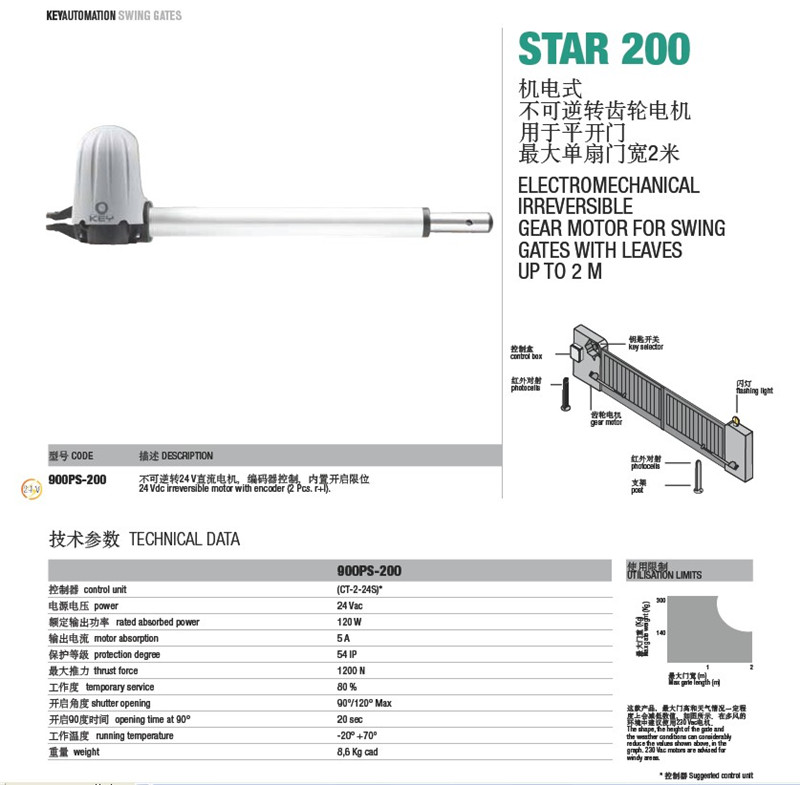 KEYAUTOMATION SWING GATES
STAR 200
机电式
不可逆转齿轮电机
用于平开门
最大单扇门宽2米
ELECTROMECHANICAL
IRREVERSIBLE
GEAR MOTOR FOR SWING
GATES WITH LEAVES
UP TO 2 M
KEY
控制盒
control box
钥匙开关
key selector
红外对射
photocells
闪灯
flashing light
齿轮电机
gear motor
红外对射
photocells
支架
post
型号 CODE 描述 DESCRIPTION
900PS-200 不可逆转24V直流电机, 编码器控制, 内置开启限位
24 Vdc irreversible motor with encoder (2 Pcs. r+l).
24V
技术参数 TECHNICAL DATA
900PS-200
控制器 control unit (CT-2-24S)*
电源电压 power 24 Vac
额定输出功率 rated absorbed power 120 W
输出电流 motor absorption 5 A
保护等级 protection degree 54 IP
最大推力 thrust force 1200 N
工作度 temporary service 80 %
开启角度 shutter opening 90º/120º Max
开启90度时间 opening time at 90º 20 sec
工作温度 running temperature -20º +70º
重量 weight 8,6 Kg cad
使用限制
UTILISATION LIMITS
最大门重 (Kg)
Max gate weight (Kg)
300
140
1 2
最大门宽 (m)
Max gate length (m)
这款产品, 最大门高和天气情况一定程
度上会减低数值, 如图所示. 在多风的
环境中建议使用230 Vac电机.
The shape, the height of the gate and
the weather conditions can considerably
reduce the values shown above, in the
graph. 230 Vac motors are advised for
windy areas.
* 控制器 Suggested control unit